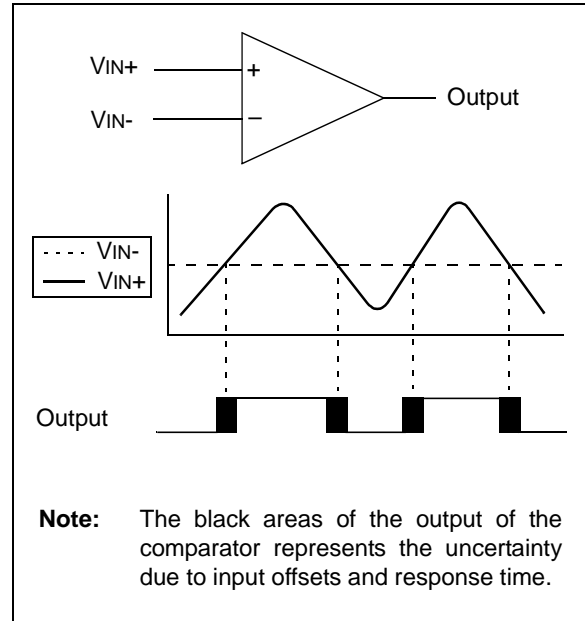 VIN+
+
Output
VIN-
–
VIN-
VIN+
Output
Note: The black areas of the output of the
comparator represents the uncertainty
due to input offsets and response time.